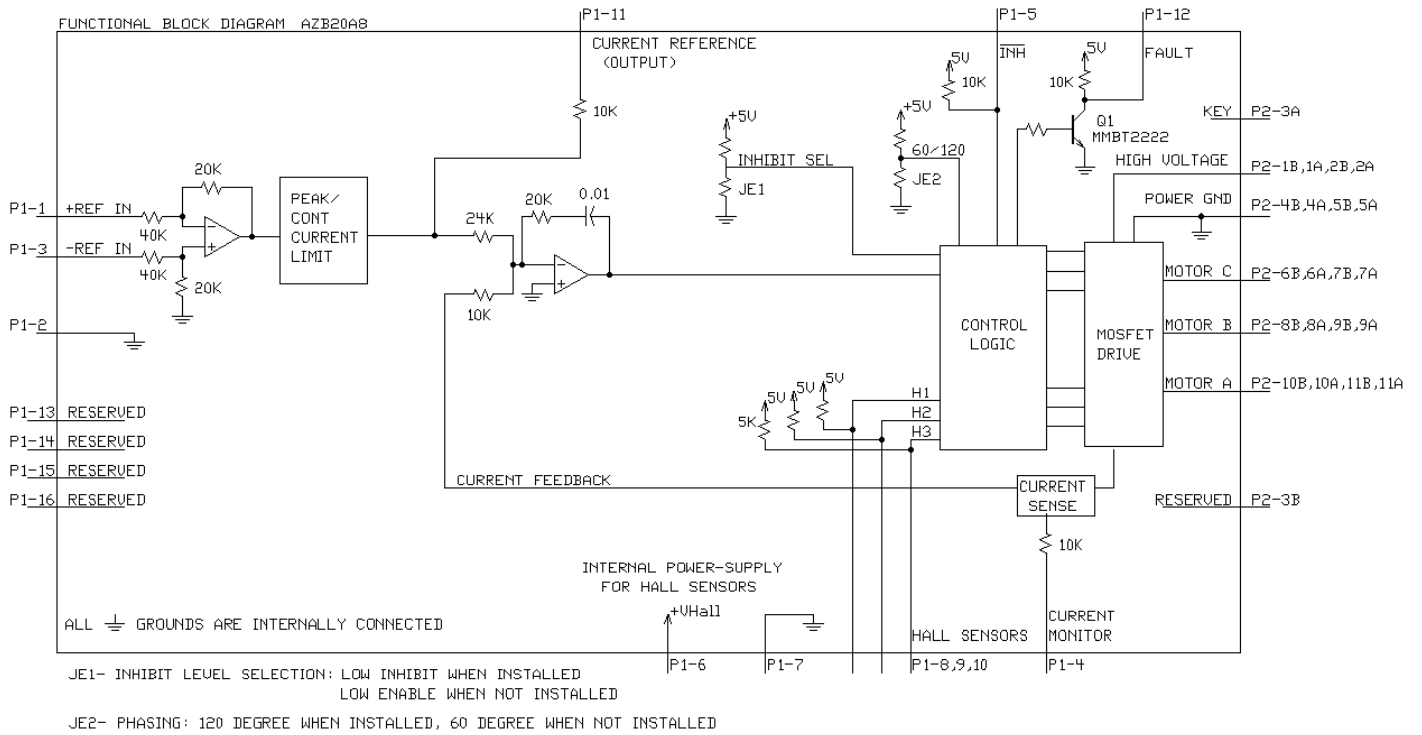 P1-11
P1-5
P1-12
FUNCTIONAL BLOCK DIAGRAM AZB20A8
CURRENT REFERENCE
(OUTPUT)
INH
FAULT
5V
5V
10K
10K
10K
KEY
P2-3A
+5V
+5V
Q1
MMBT2222
60/120
INHIBIT SEL
HIGH VOLTAGE
P2-1B,1A,2B,2A
JE1
JE2
20K
PEAK/
CONT
CURRENT
LIMIT
20K
0.01
POWER GND
P2-4B,4A,5B,5A
P1-1
+REF IN
24K
40K
P1-3
-REF IN
40K
20K
10K
MOTOR C
P2-6B,6A,7B,7A
P1-2
CONTROL
LOGIC
MOSFET
DRIVE
MOTOR B
P2-8B,8A,9B,9A
MOTOR A
P2-10B,10A,11B,11A
5V
5V
5V
5K
H1
H2
H3
P1-13 RESERVED
P1-14 RESERVED
P1-15 RESERVED
P1-16 RESERVED
CURRENT FEEDBACK
CURRENT
SENSE
RESERVED
P2-3B
10K
INTERNAL POWER-SUPPLY
FOR HALL SENSORS
+VHall
ALL GROUNDS ARE INTERNALLY CONNECTED
HALL SENSORS
CURRENT
MONITOR
P1-6
P1-7
P1-8,9,10
P1-4
JE1- INHIBIT LEVEL SELECTION: LOW INHIBIT WHEN INSTALLED
LOW ENABLE WHEN NOT INSTALLED
JE2- PHASING: 120 DEGREE WHEN INSTALLED, 60 DEGREE WHEN NOT INSTALLED